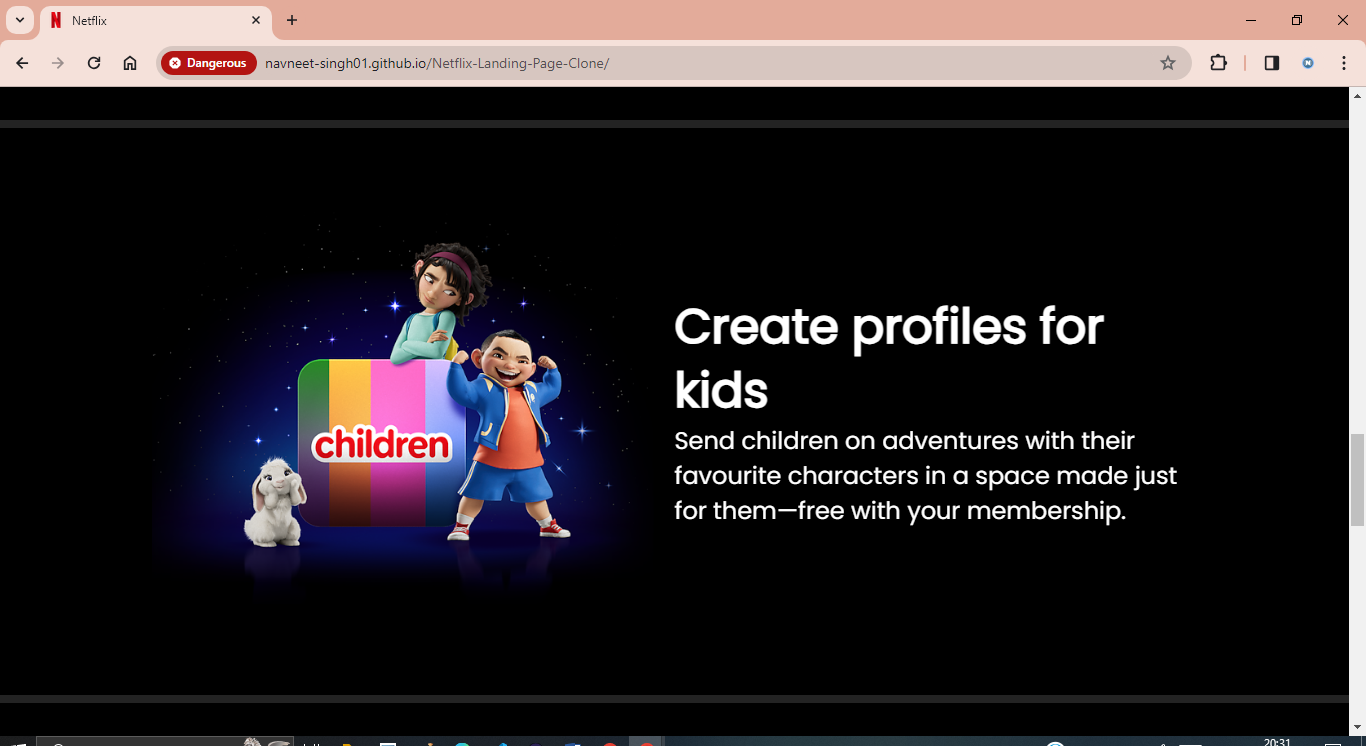 Netflix
Dangerous
navneet-singh01.github.io/Netflix-Landing-Page-Clone/
children
Create profiles for
kids
Send children on adventures with their
favourite characters in a space made just
for them—free with your membership.
20:31